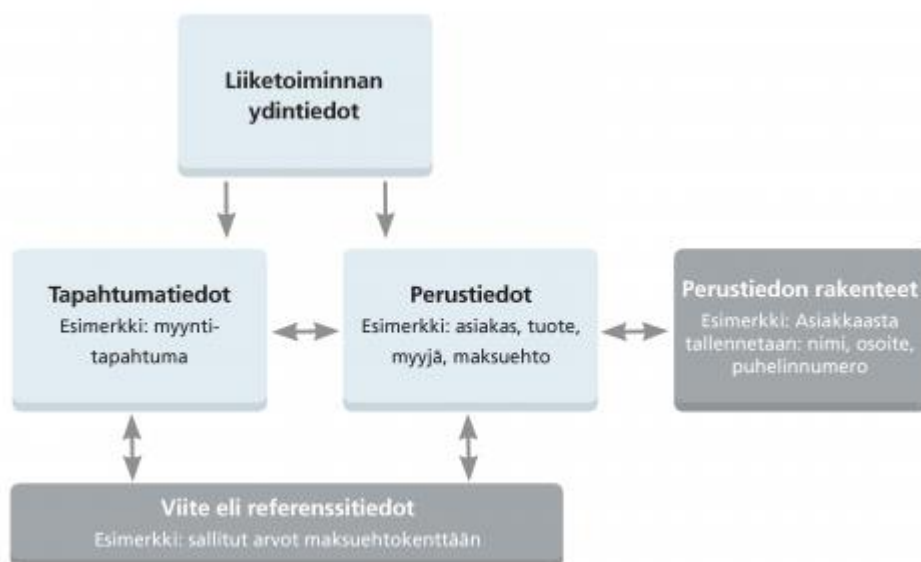 Liiketoiminnan
ydintiedot
Tapahtumatiedot
Esimerkki: myynti-
tapahtuma
Perustiedot
Esimerkki: asiakas, tuote,
myyjä, maksuehto
Perustiedon rakenteet
Esimerkki: Asiakkaasta
tallennetaan: nimi, osoite,
puhelinnumero
Viite eli referenssitiedot
Esimerkki: sallitut arvot maksuehtokenttään